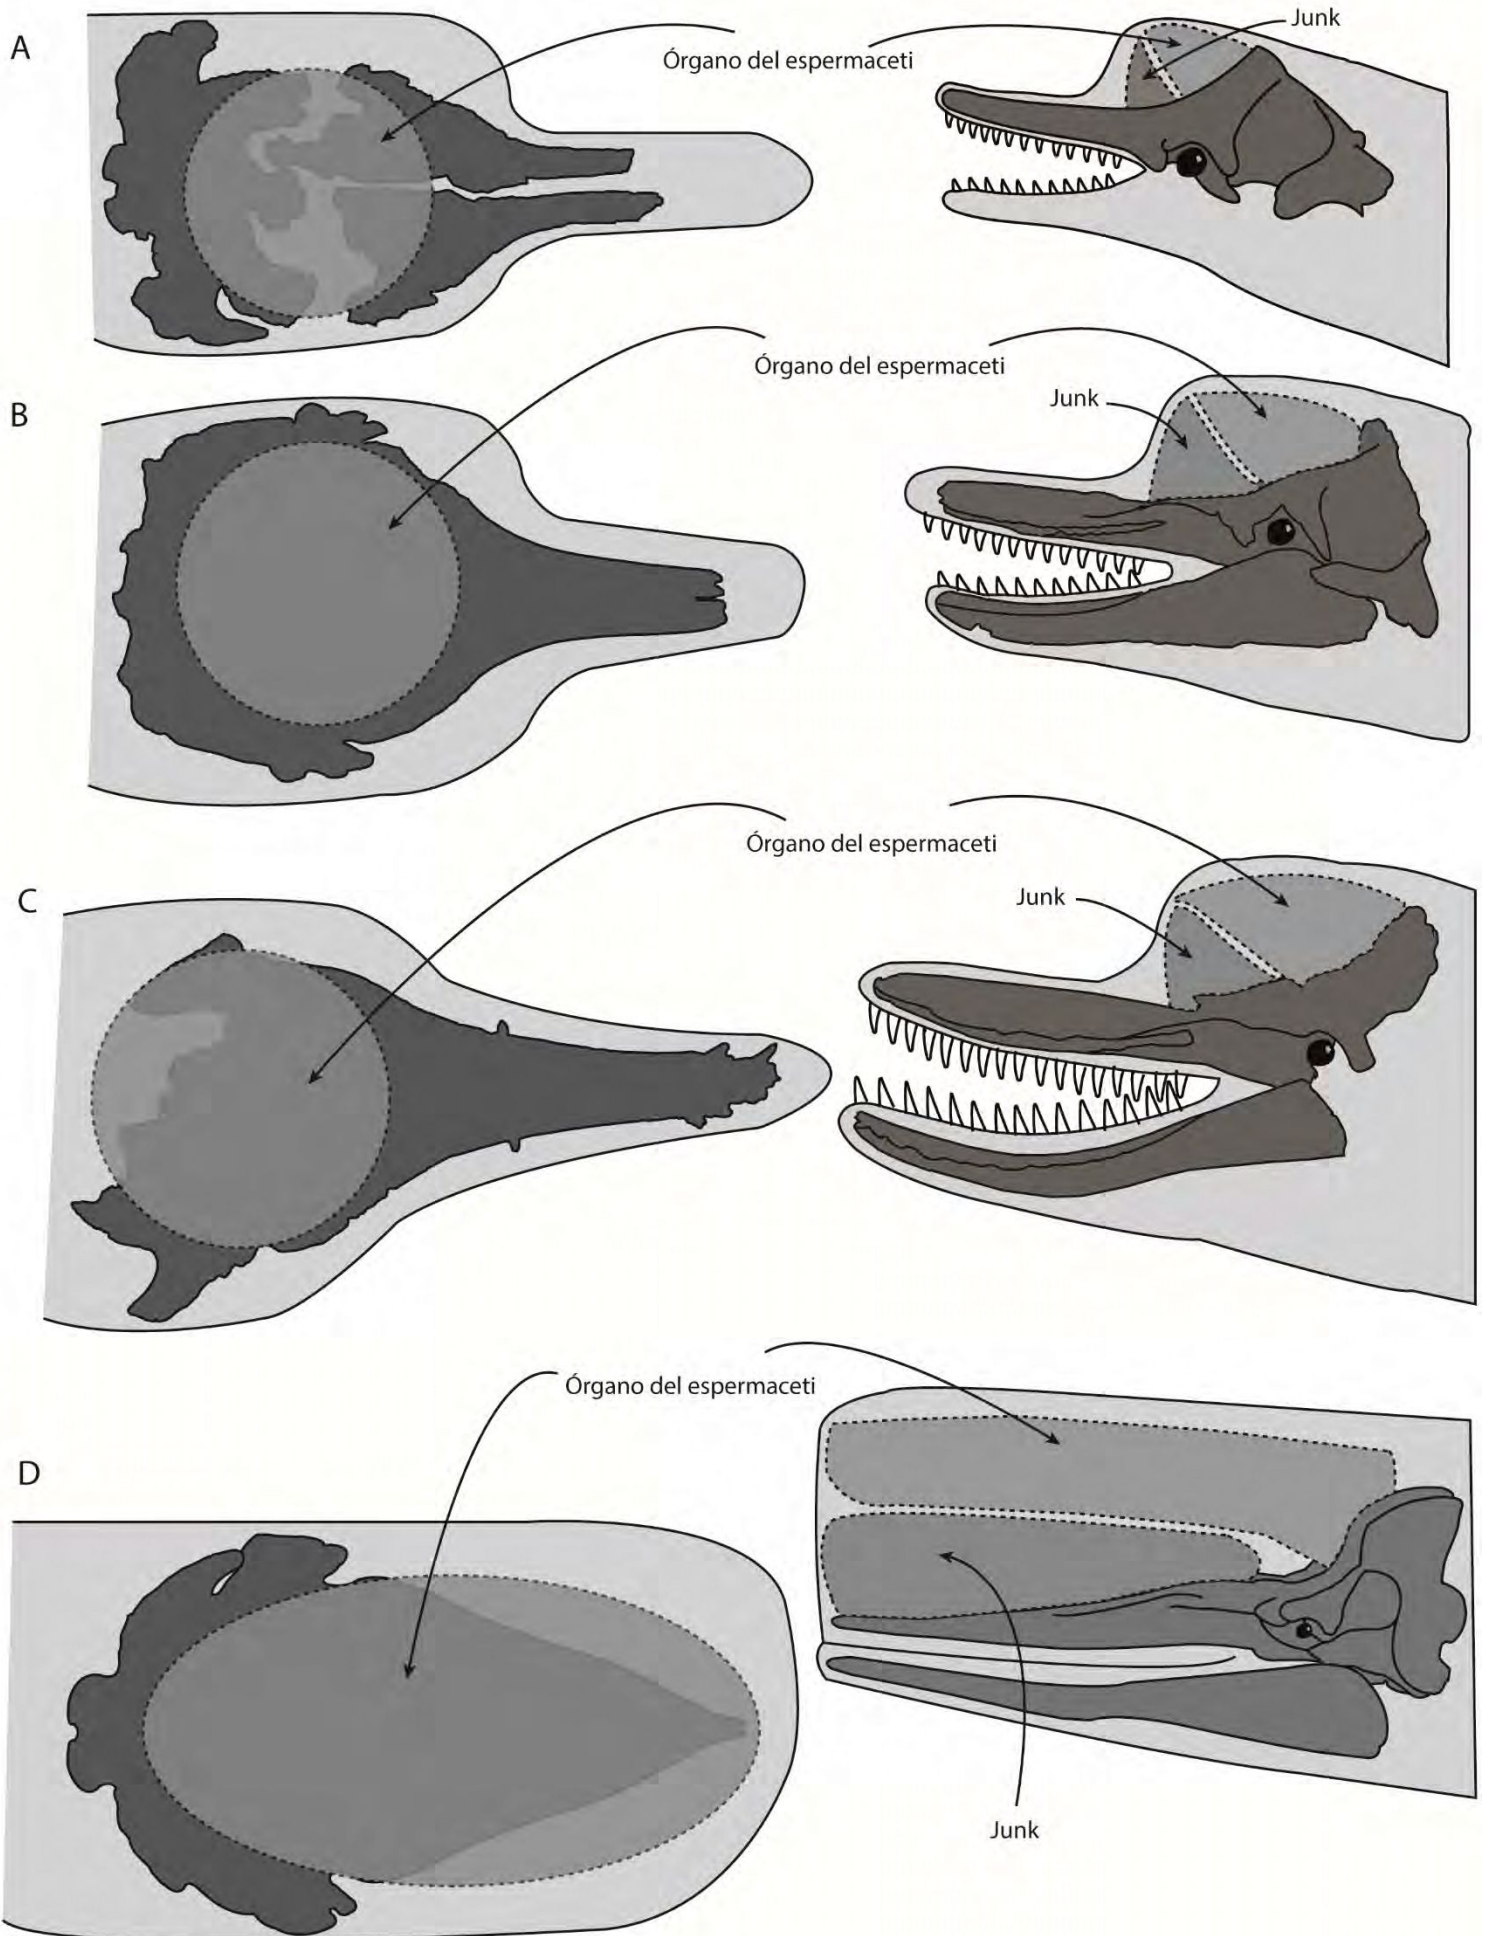 A
Junk
Órgano del espermaceti
B
Órgano del espermaceti
Junk
C
Órgano del espermaceti
Junk
D
Órgano del espermaceti
Junk